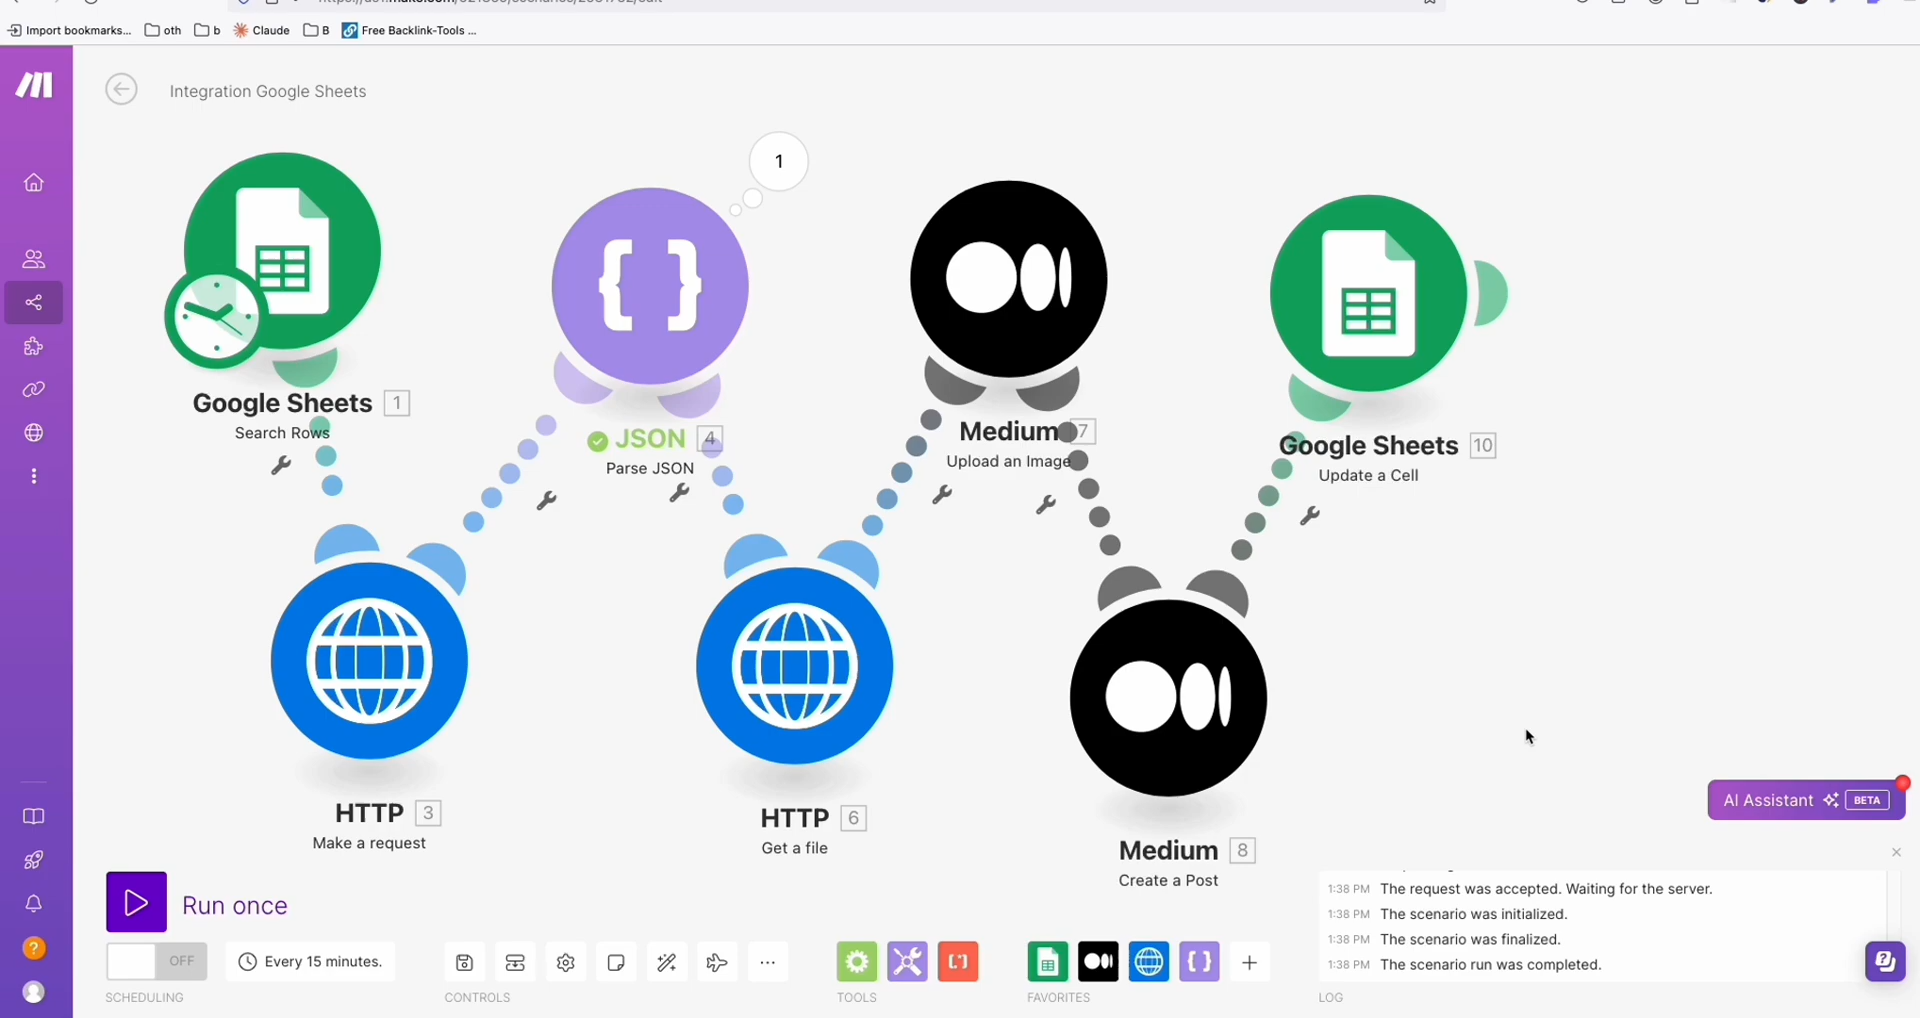 Import bookmarks...
oth
b
Claude
B
Free Backlink-Tools ...
Integration Google Sheets
1
Google Sheets 1
Search Rows
JSON 4
Parse JSON
Medium 7
Upload an Image
Google Sheets 10
Update a Cell
HTTP 3
Make a request
HTTP 6
Get a file
Medium 8
Create a Post
AI Assistant BETA
Run once
1:38 PM The request was accepted. Waiting for the server.
1:38 PM The scenario was initialized.
1:38 PM The scenario was finalized.
1:38 PM The scenario run was completed.
OFF
Every 15 minutes.
SCHEDULING
CONTROLS
TOOLS
FAVORITES
LOG